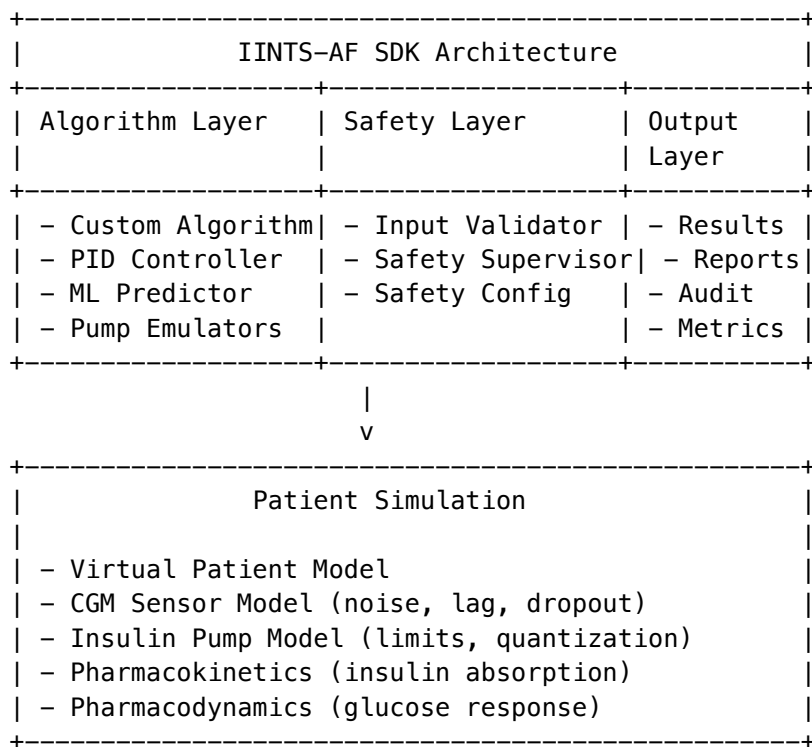 +-------------------------------------------------------+
|               IINTS-AF SDK Architecture               |
+-------------------+-------------------+-----------+
| Algorithm Layer   | Safety Layer      | Output    |
|                   |                   | Layer     |
+-------------------+-------------------+-----------+
| - Custom Algorithm| - Input Validator | - Results |
| - PID Controller  | - Safety Supervisor| - Reports|
| - ML Predictor    | - Safety Config   | - Audit   |
| - Pump Emulators  |                   | - Metrics |
+-------------------+-------------------+-----------+
|
v
+---------------------------------------------------+
|               Patient Simulation                  |
|                                                   |
| - Virtual Patient Model                           |
| - CGM Sensor Model (noise, lag, dropout)          |
| - Insulin Pump Model (limits, quantization)       |
| - Pharmacokinetics (insulin absorption)           |
| - Pharmacodynamics (glucose response)             |
+---------------------------------------------------+